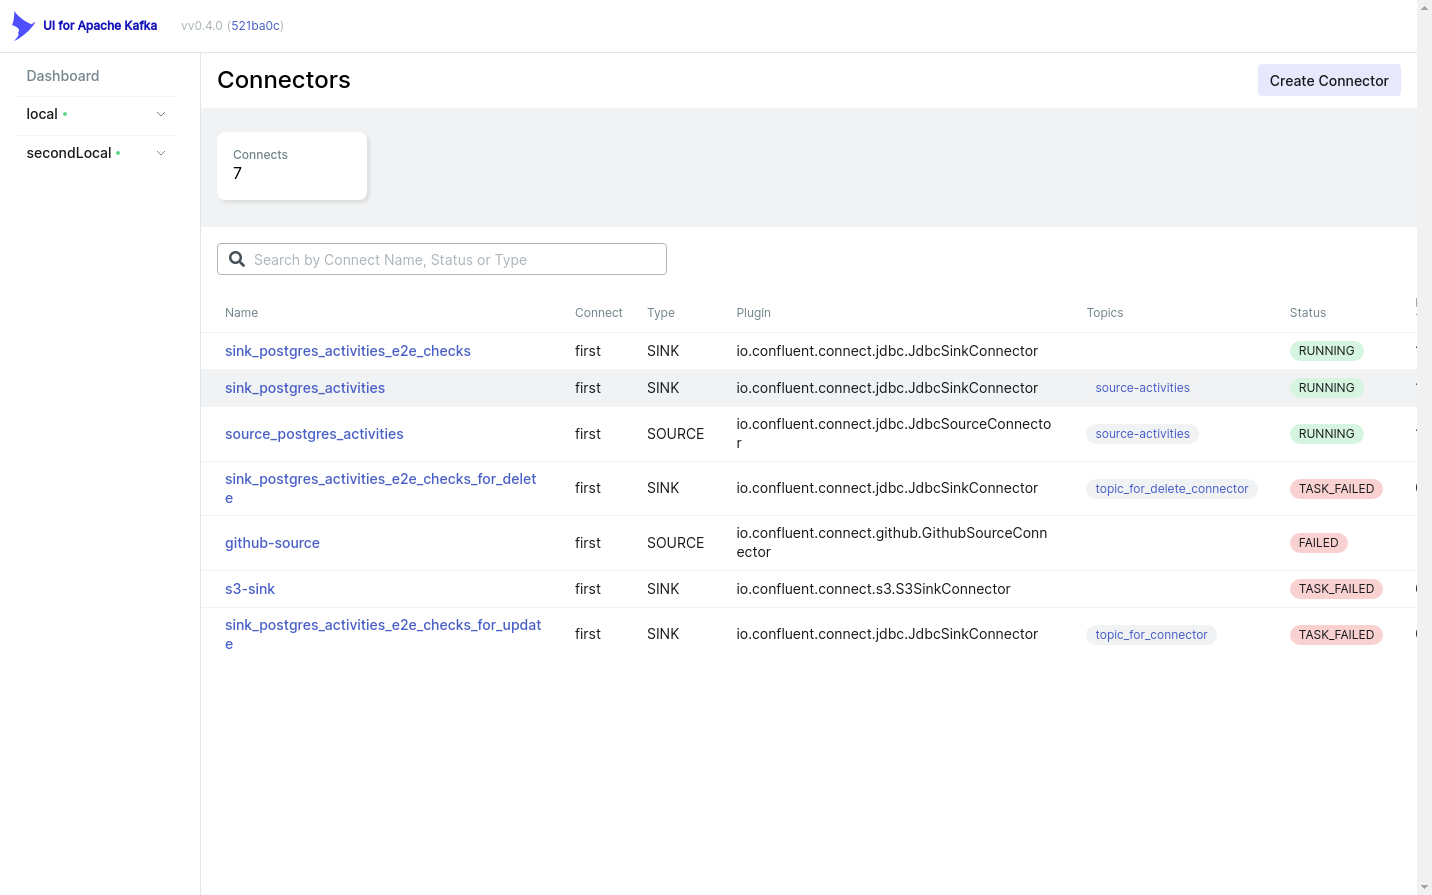 UI for Apache Kafka vv0.4.0 (521ba0c)
Dashboard
local
secondLocal
Connectors
Create Connector
Connects
7
Search by Connect Name, Status or Type
Name Connect Type Plugin Topics Status
sink_postgres_activities_e2e_checks first SINK io.confluent.connect.jdbc.JdbcSinkConnector RUNNING
sink_postgres_activities first SINK io.confluent.connect.jdbc.JdbcSinkConnector source-activities RUNNING
source_postgres_activities first SOURCE io.confluent.connect.jdbc.JdbcSourceConnecto
r source-activities RUNNING
sink_postgres_activities_e2e_checks_for_delet
e first SINK io.confluent.connect.jdbc.JdbcSinkConnector topic_for_delete_connector TASK_FAILED
github-source first SOURCE io.confluent.connect.github.GithubSourceConn
ector FAILED
s3-sink first SINK io.confluent.connect.s3.S3SinkConnector TASK_FAILED
sink_postgres_activities_e2e_checks_for_updat
e first SINK io.confluent.connect.jdbc.JdbcSinkConnector topic_for_connector TASK_FAILED